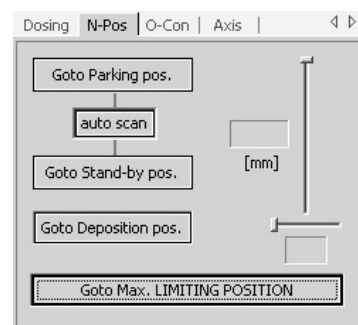 Dosing N-Pos O-Con Axis
Goto Parking pos.
auto scan
Goto Stand-by pos.
[mm]
Goto Deposition pos.
Goto Max. LIMITING POSITION